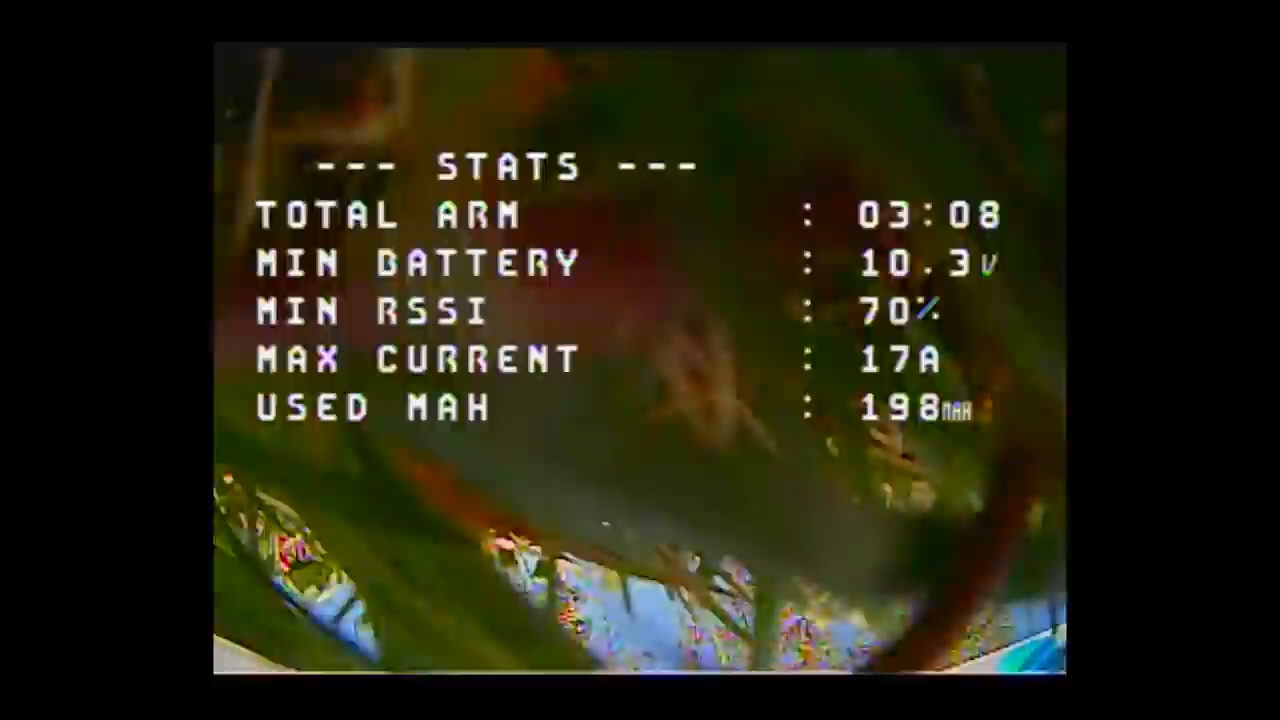 --- STATS ---
TOTAL ARM : 03:08
MIN BATTERY : 10.3V
MIN RSSI : 70%
MAX CURRENT : 17A
USED MAH : 198MAH